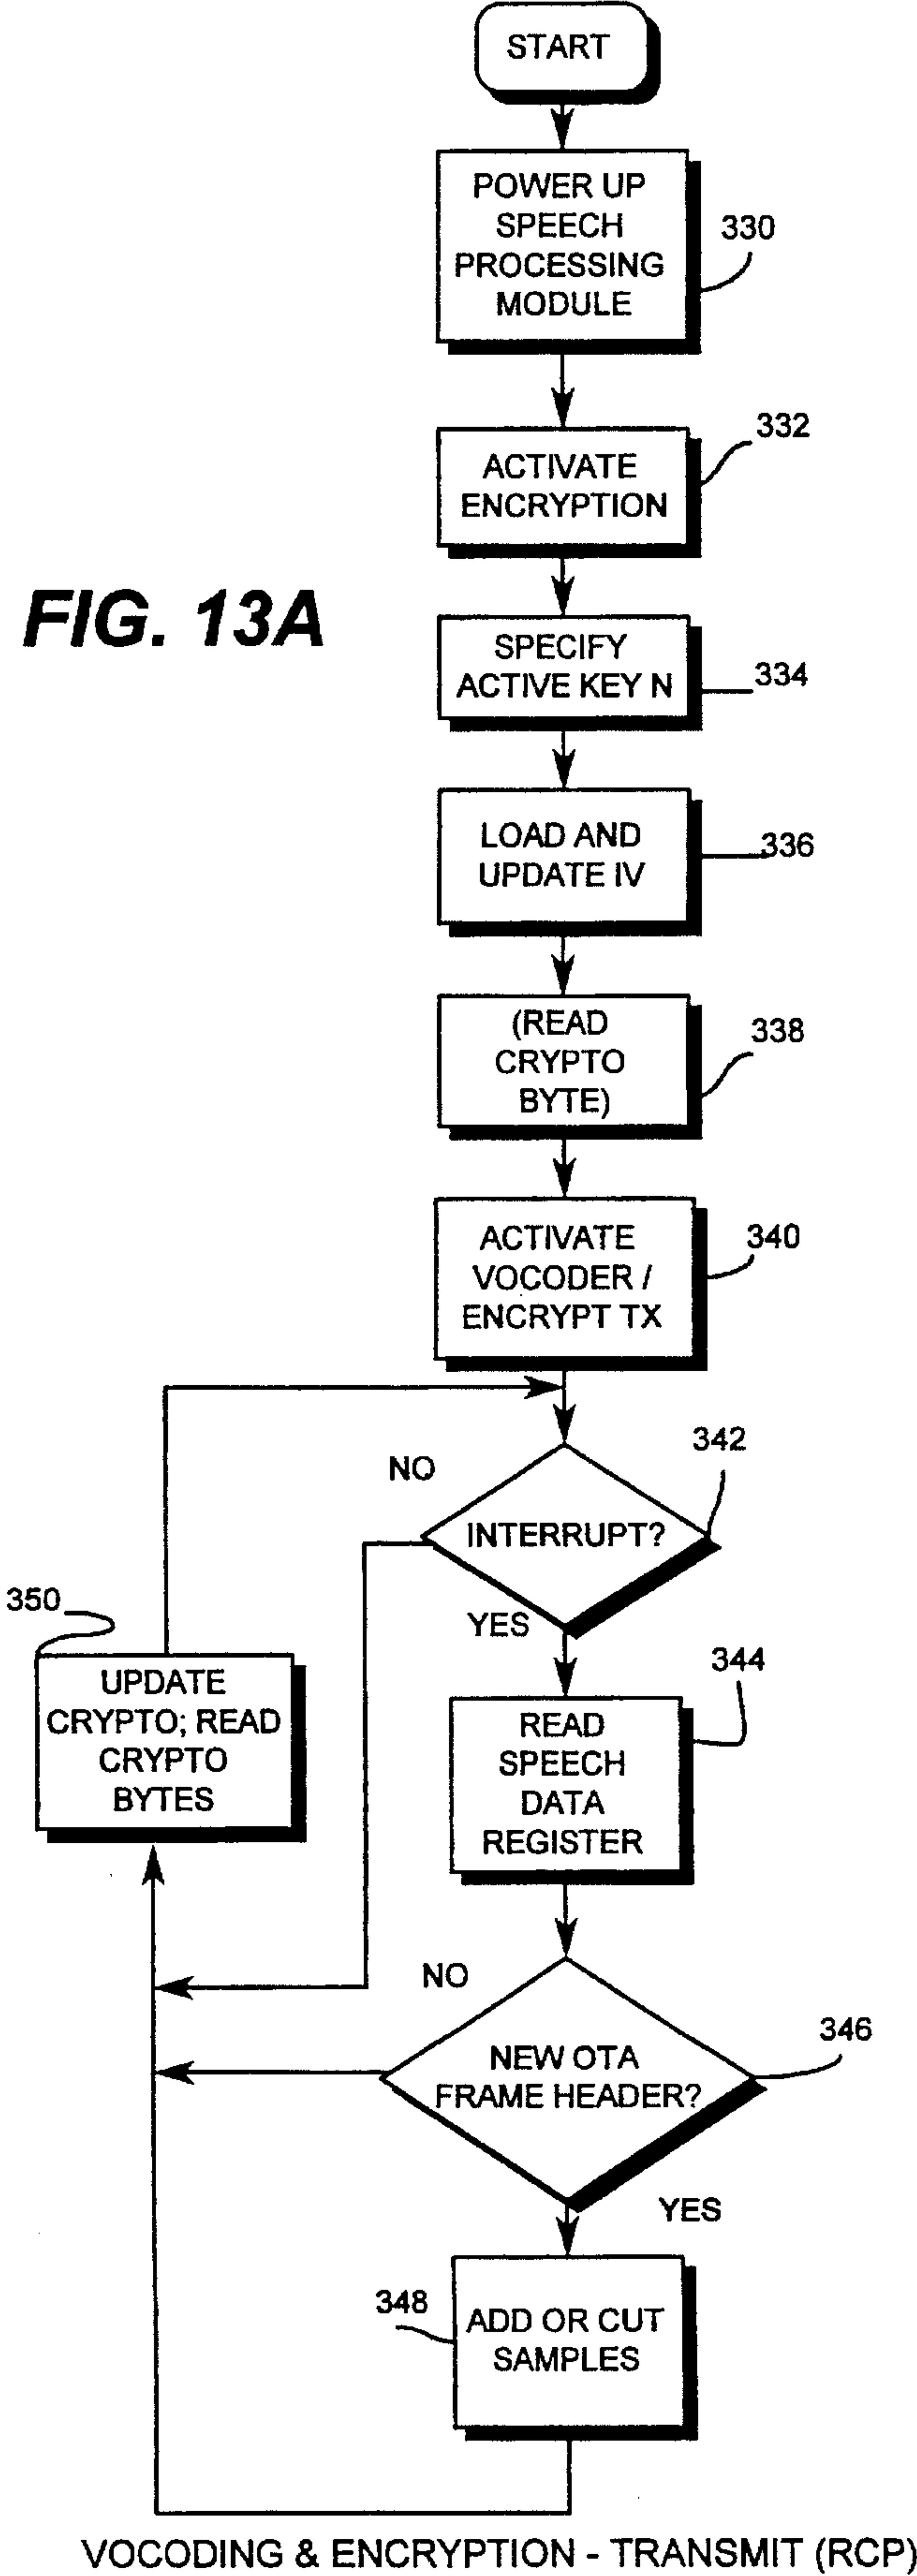 START
POWER UP
SPEECH
PROCESSING
MODULE
330
ACTIVATE
ENCRYPTION
332
FIG. 13A
SPECIFY
ACTIVE KEY N
334
LOAD AND
UPDATE IV
336
(READ
CRYPTO
BYTE)
338
ACTIVATE
VOCODER /
ENCRYPT TX
340
NO
INTERRUPT?
342
YES
350
UPDATE
CRYPTO; READ
CRYPTO
BYTES
READ
SPEECH
DATA
REGISTER
344
NO
NEW OTA
FRAME HEADER?
346
YES
348
ADD OR CUT
SAMPLES
VOCODING & ENCRYPTION - TRANSMIT (RCP)